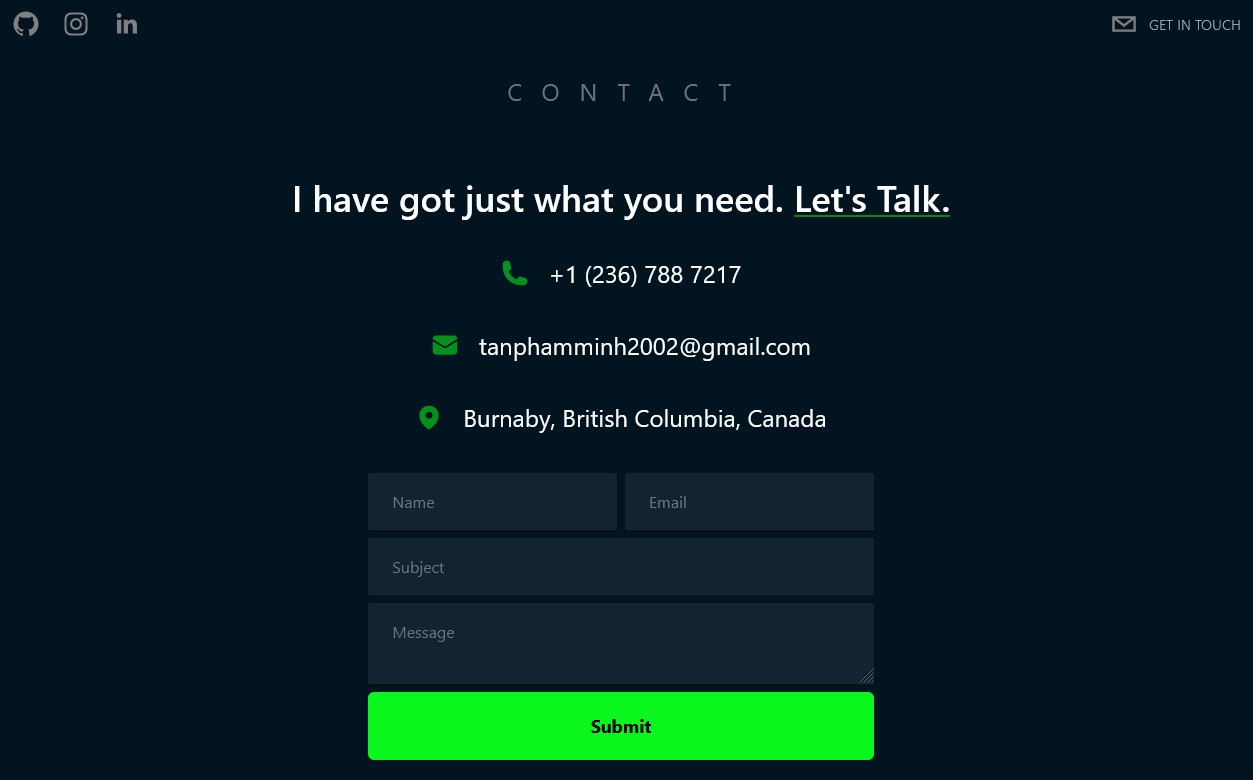 GET IN TOUCH
CONTACT
I have got just what you need. Let's Talk.
+1 (236) 788 7217
tanphamminh2002@gmail.com
Burnaby, British Columbia, Canada
Name Email
Subject
Message
Submit